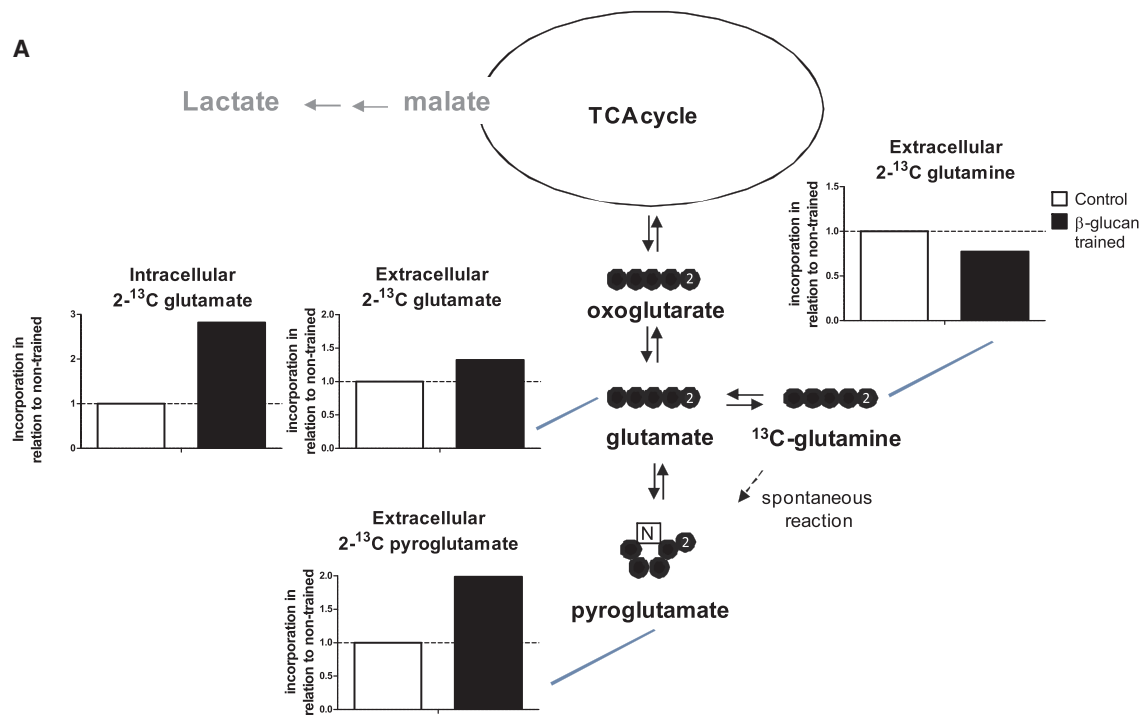 A
Lactate
malate
TCAcycle
Extracellular
2-¹³C glutamine
incorporation in
relation to non-trained
1.5
1.0
0.5
0.0
Control
β-glucan
trained
2
oxoglutarate
Intracellular
2-¹³C glutamate
Incorporation in
relation to non-trained
3
2
1
0
Extracellular
2-¹³C glutamate
incorporation in
relation to non-trained
2.0
1.5
1.0
0.5
0
2
glutamate
2
¹³C-glutamine
spontaneous
reaction
Extracellular
2-¹³C pyroglutamate
incorporation in
relation to non-trained
2.0
1.5
1.0
0.5
0.0
N
2
pyroglutamate